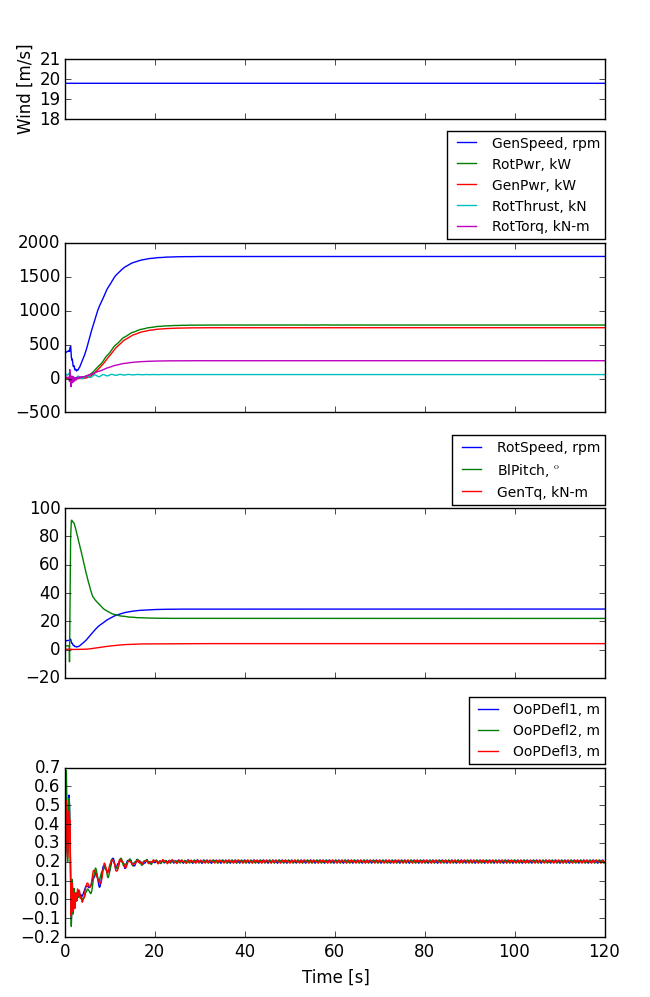 Wind [m/s]
21
20
19
18
GenSpeed, rpm
RotPwr, kW
GenPwr, kW
RotThrust, kN
RotTorq, kN-m
2000
1500
1000
500
0
−500
RotSpeed, rpm
BlPitch, °
GenTq, kN-m
100
80
60
40
20
0
−20
OoPDefl1, m
OoPDefl2, m
OoPDefl3, m
0.7
0.6
0.5
0.4
0.3
0.2
0.1
0.0
−0.1
−0.2
0 20 40 60 80 100 120
Time [s]